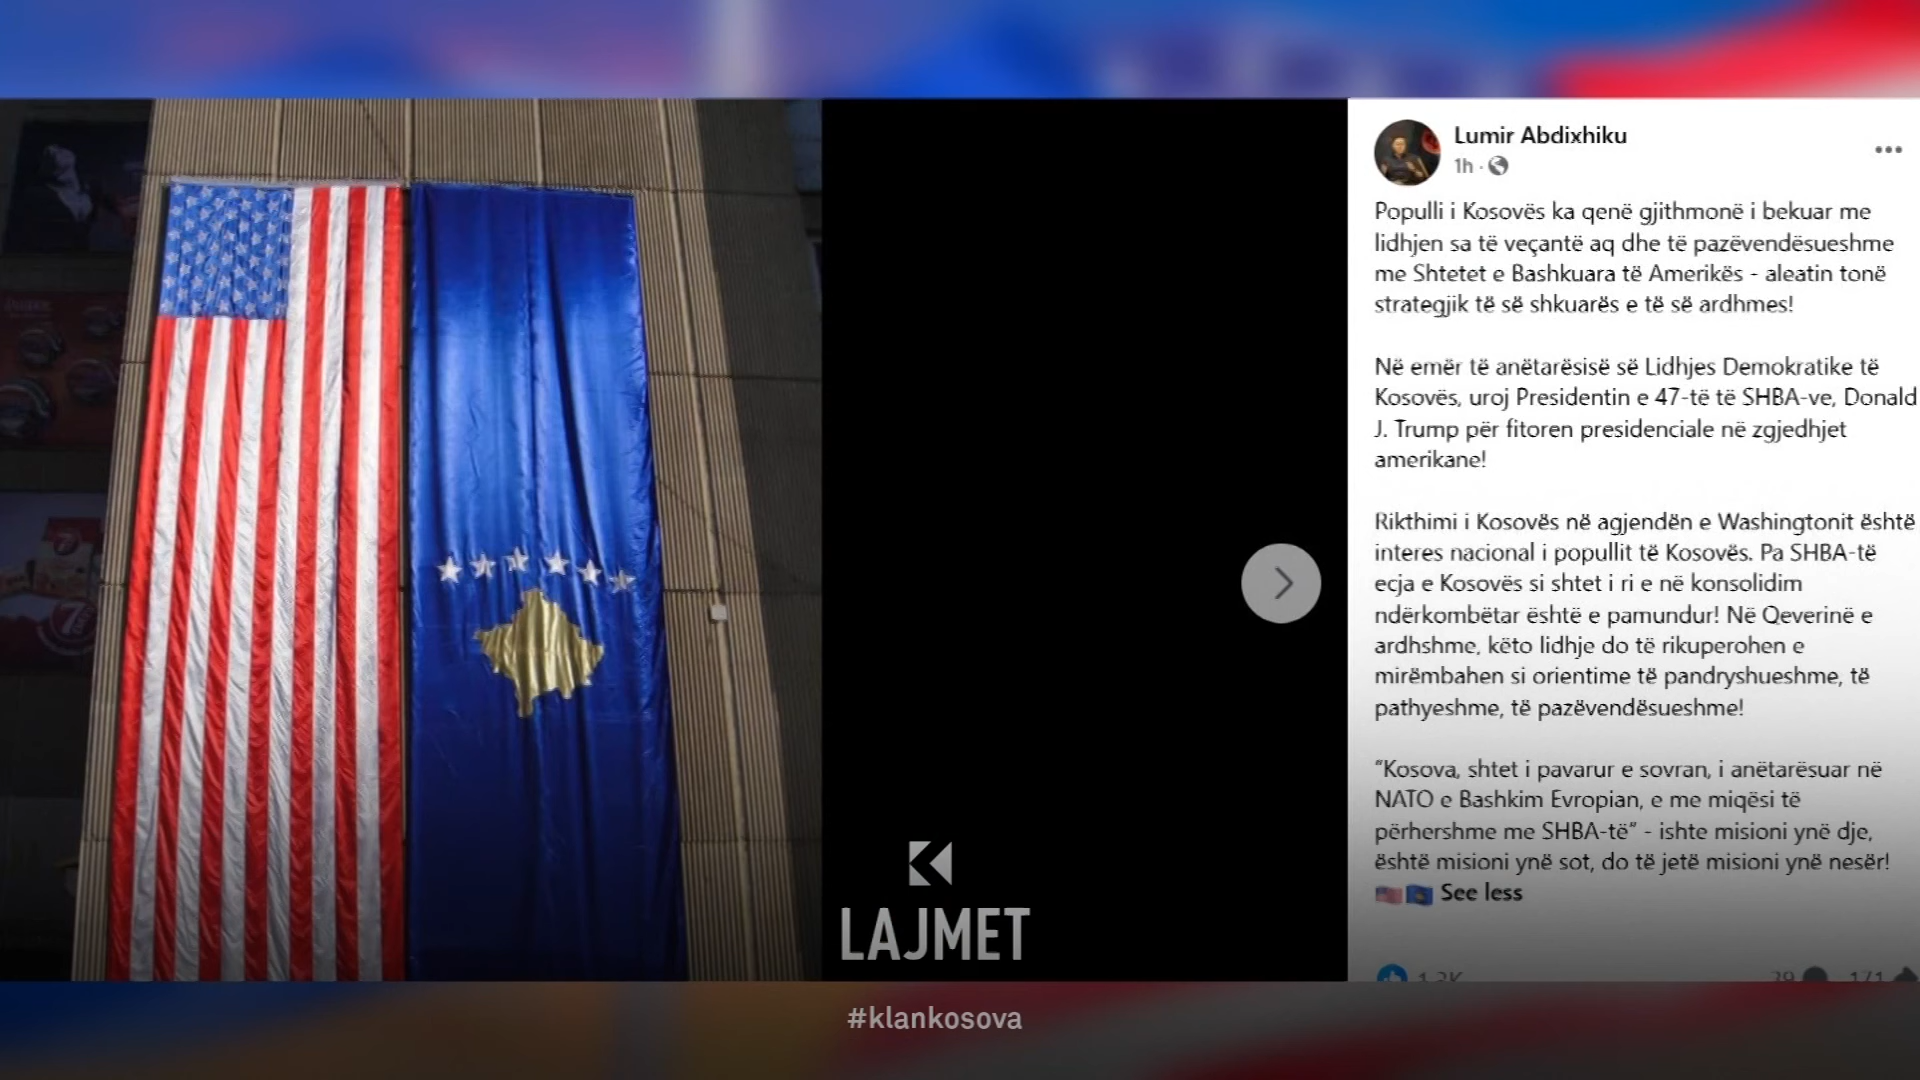 Lumir Abdixhiku
1h ·
Populli i Kosovës ka qenë gjithmonë i bekuar me
lidhjen sa të veçantë aq dhe të pazëvendësueshme
me Shtetet e Bashkuara të Amerikës - aleatin tonë
strategjik të së shkuarës e të së ardhmes!
Në emër të anëtarësisë së Lidhjes Demokratike të
Kosovës, uroj Presidentin e 47-të të SHBA-ve, Donald
J. Trump për fitoren presidenciale në zgjedhjet
amerikane!
Rikthimi i Kosovës në agjendën e Washingtonit është
interes nacional i popullit të Kosovës. Pa SHBA-të
ecja e Kosovës si shtet i ri e në konsolidim
ndërkombëtar është e pamundur! Në Qeverinë e
ardhshme, këto lidhje do të rikuperohen e
mirëmbahen si orientime të pandryshueshme, të
pathyeshme, të pazëvendësueshme!
“Kosova, shtet i pavarur e sovran, i anëtarësuar në
NATO e Bashkim Evropian, e me miqësi të
përhershme me SHBA-të” - ishte misioni ynë dje,
është misioni ynë sot, do të jetë misioni ynë nesër!
See less
LAJMET
#klankosova
7
7